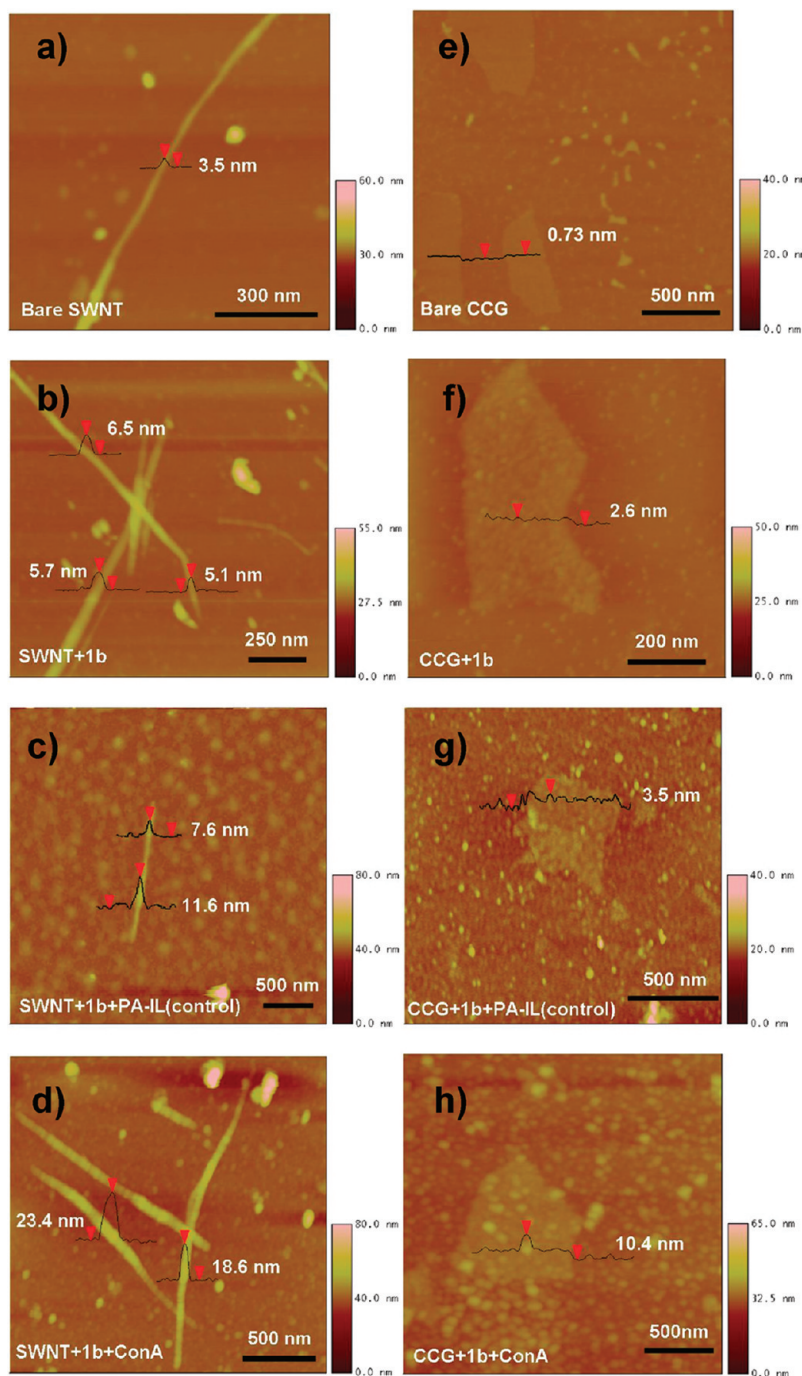 a)
3.5 nm
Bare SWNT
300 nm
60.0 nm
30.0 nm
0.0 nm
e)
0.73 nm
Bare CCG
500 nm
40.0 nm
20.0 nm
0.0 nm
b)
6.5 nm
5.7 nm
5.1 nm
250 nm
SWNT+1b
55.0 nm
27.5 nm
0.0 nm
f)
2.6 nm
200 nm
CCG+1b
50.0 nm
25.0 nm
0.0 nm
c)
7.6 nm
11.6 nm
500 nm
SWNT+1b+PA-IL(control)
80.0 nm
40.0 nm
0.0 nm
g)
3.5 nm
500 nm
CCG+1b+PA-IL(control)
40.0 nm
20.0 nm
0.0 nm
d)
23.4 nm
18.6 nm
500 nm
SWNT+1b+ConA
80.0 nm
40.0 nm
0.0 nm
h)
10.4 nm
500nm
CCG+1b+ConA
65.0 nm
32.5 nm
0.0 nm